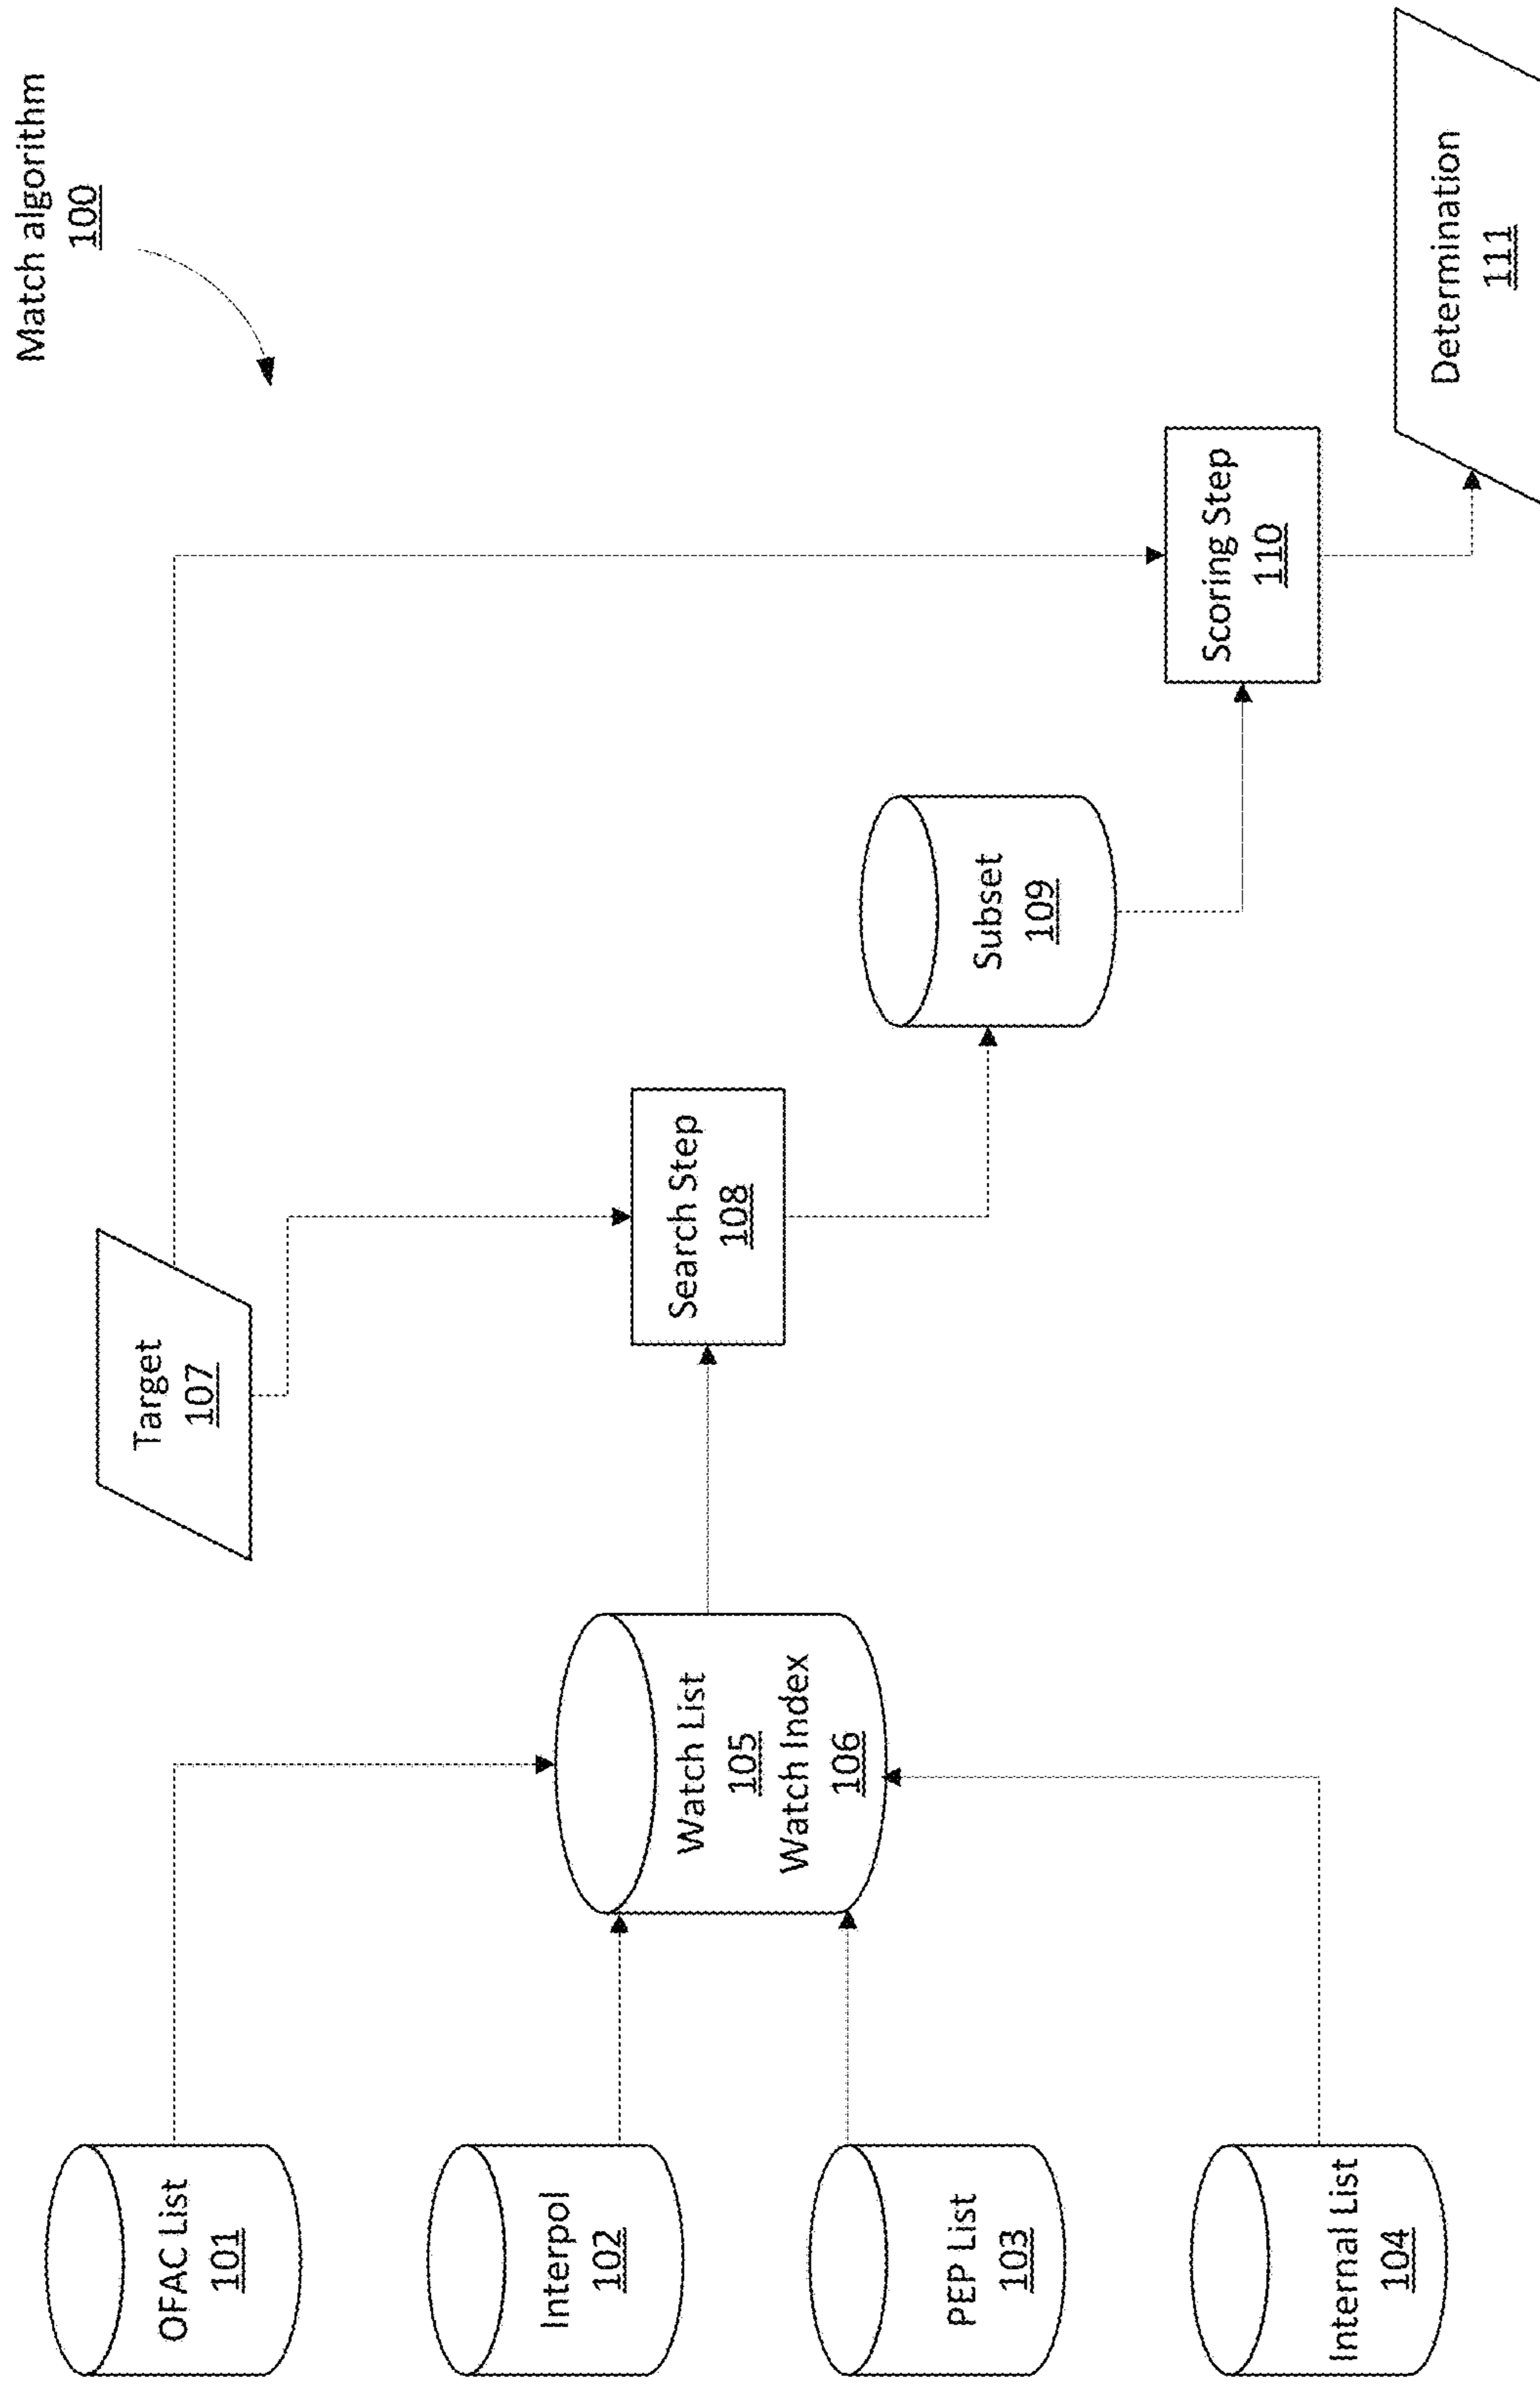 Match algorithm
100
OFAC List
101
Interpol
102
PEP List
103
Internal List
104
Watch List
105
Watch Index
106
Target
107
Search Step
108
Subset
109
Scoring Step
110
Determination
111